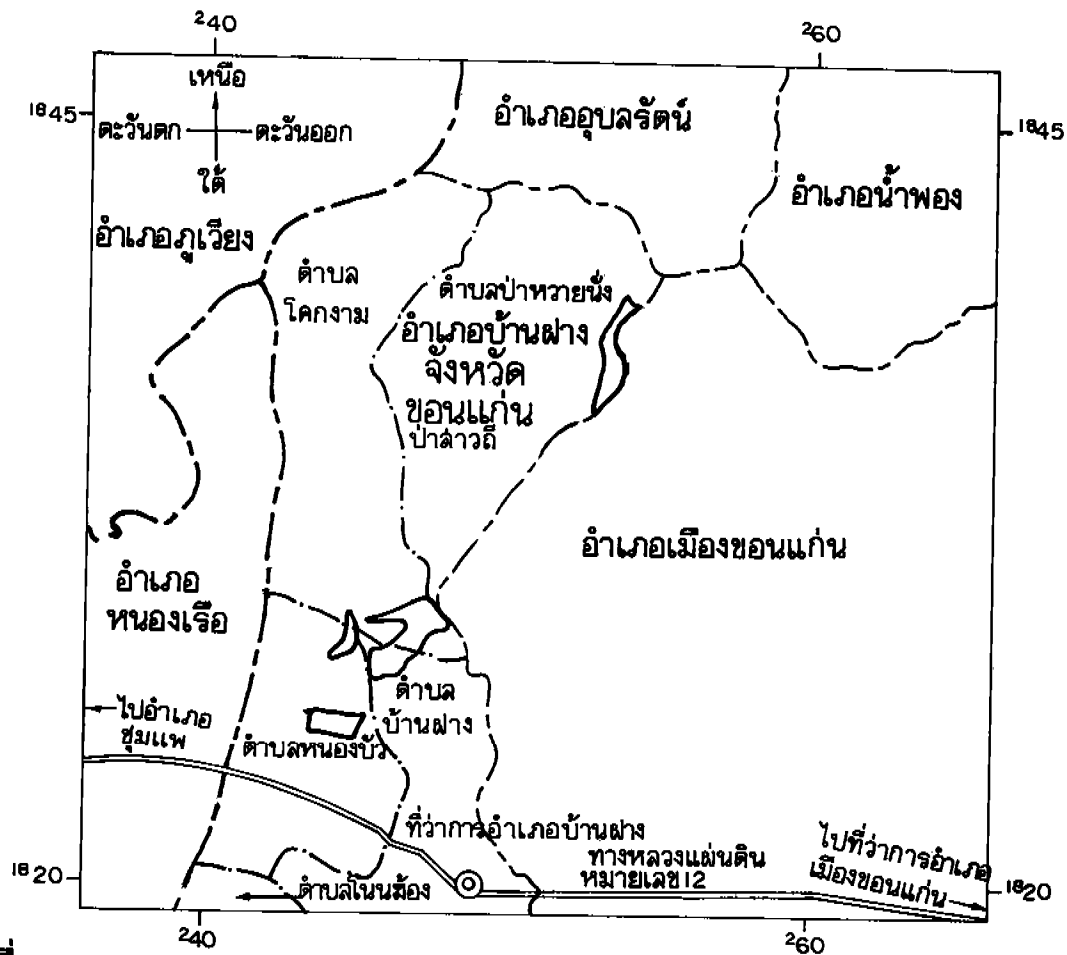 ²40 ²60
เหนือ
¹⁸45 ตะวันตก ตะวันออก อำเภออุบลรัตน์ ¹⁸45
ใต้
อำเภอน้ำพอง
อำเภอภูเวียง
ตำบล
โคกงาม
ตำบลป่าหวายนั่ง
อำเภอบ้านฝาง
จังหวัด
ขอนแก่น
ป่าสาวถี
อำเภอเมืองขอนแก่น
อำเภอ
หนองเรือ
ตำบล
บ้านฝาง
ไปอำเภอ
ชุมแพ
ตำบลหนองบัว
ที่ว่าการอำเภอบ้านฝาง
ทางหลวงแผ่นดิน
หมายเลข 12
ไปที่ว่าการอำเภอ
เมืองขอนแก่น
¹⁸20 ¹⁸20
ตำบลโนนฆ้อง
²40 ²60